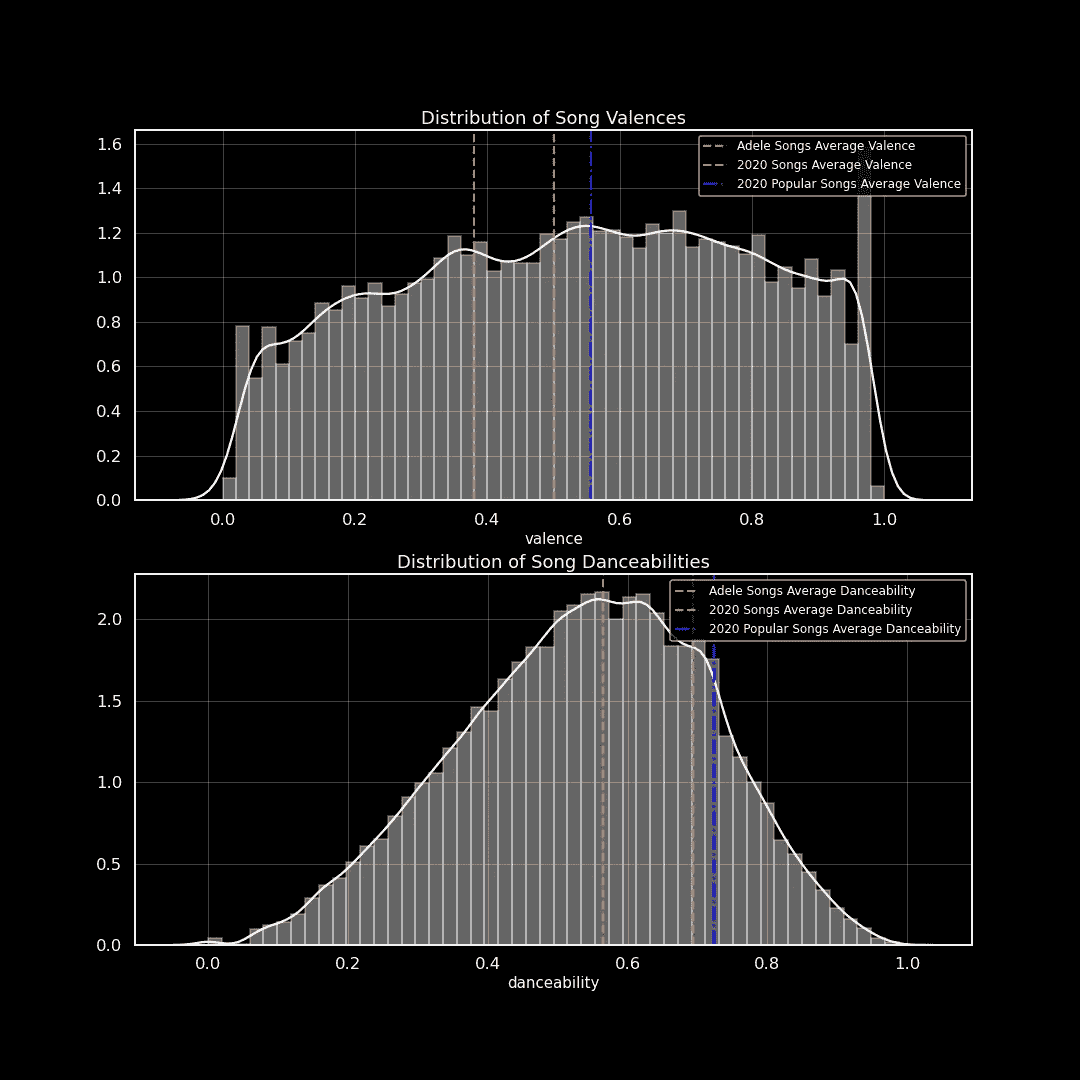 Distribution of Song Valences
1.6
1.4
1.2
1.0
0.8
0.6
0.4
0.2
0.0
Adele Songs Average Valence
2020 Songs Average Valence
2020 Popular Songs Average Valence
0.0 0.2 0.4 0.6 0.8 1.0
valence
Distribution of Song Danceabilities
2.0
1.5
1.0
0.5
0.0
Adele Songs Average Danceability
2020 Songs Average Danceability
2020 Popular Songs Average Danceability
0.0 0.2 0.4 0.6 0.8 1.0
danceability